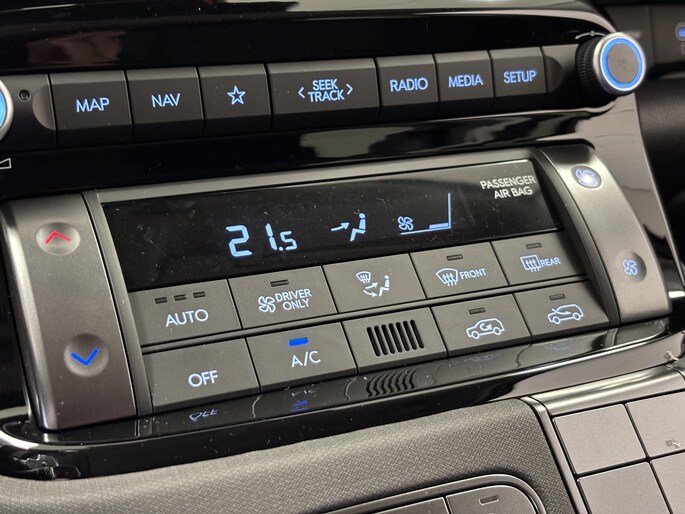 MAP NAV SEEK TRACK RADIO MEDIA SETUP
21.5
PASSENGER
AIR BAG
AUTO
DRIVER
ONLY
FRONT
REAR
OFF
A/C